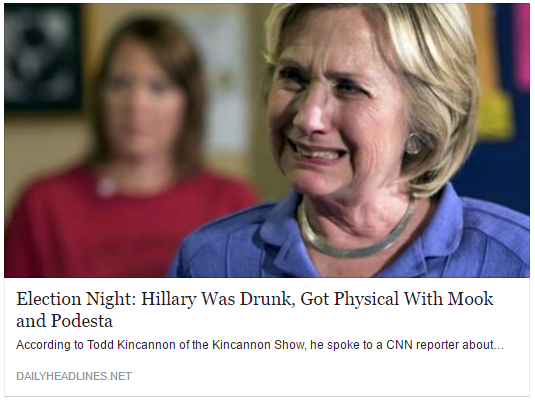 Election Night: Hillary Was Drunk, Got Physical With Mook
and Podesta
According to Todd Kincannon of the Kincannon Show, he spoke to a CNN reporter about…
DAILYHEADLINES.NET